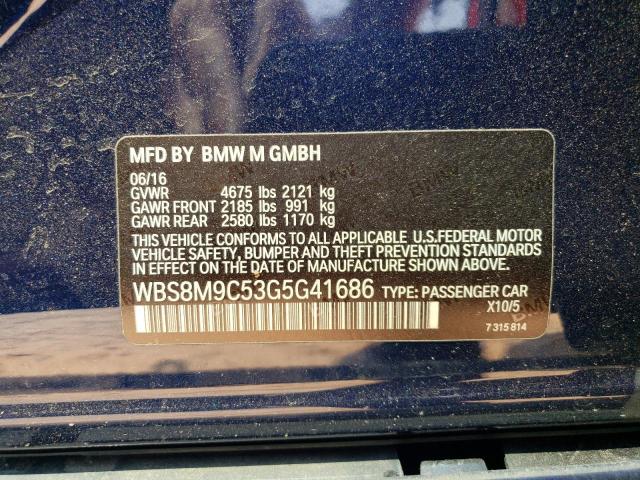 MFD BY BMW M GMBH
06/16
GVWR 4675 lbs 2121 kg
GAWR FRONT 2185 lbs 991 kg
GAWR REAR 2580 lbs 1170 kg
THIS VEHICLE CONFORMS TO ALL APPLICABLE U.S.FEDERAL MOTOR
VEHICLE SAFETY, BUMPER AND THEFT PREVENTION STANDARDS
IN EFFECT ON THE DATE OF MANUFACTURE SHOWN ABOVE.
WBS8M9C53G5G41686 TYPE: PASSENGER CAR
X10/5
7 315 814